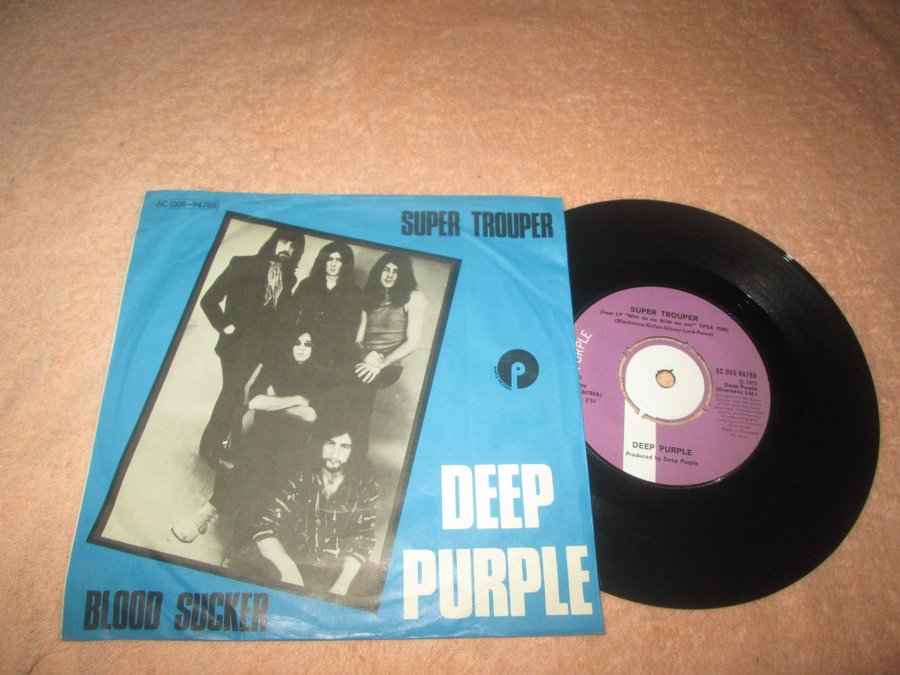 6C 006-94788
SUPER TROUPER
P
DEEP
PURPLE
BLOOD SUCKER
SUPER TROUPER
(from LP "Who do we think we are!" TPSA 7508)
(Blackmore-Gillan-Glover-Lord-Paice)
PURPLE
6C 006 94788
Deep Purple
(Overseas Ltd.)
DEEP PURPLE
Produced by Deep Purple